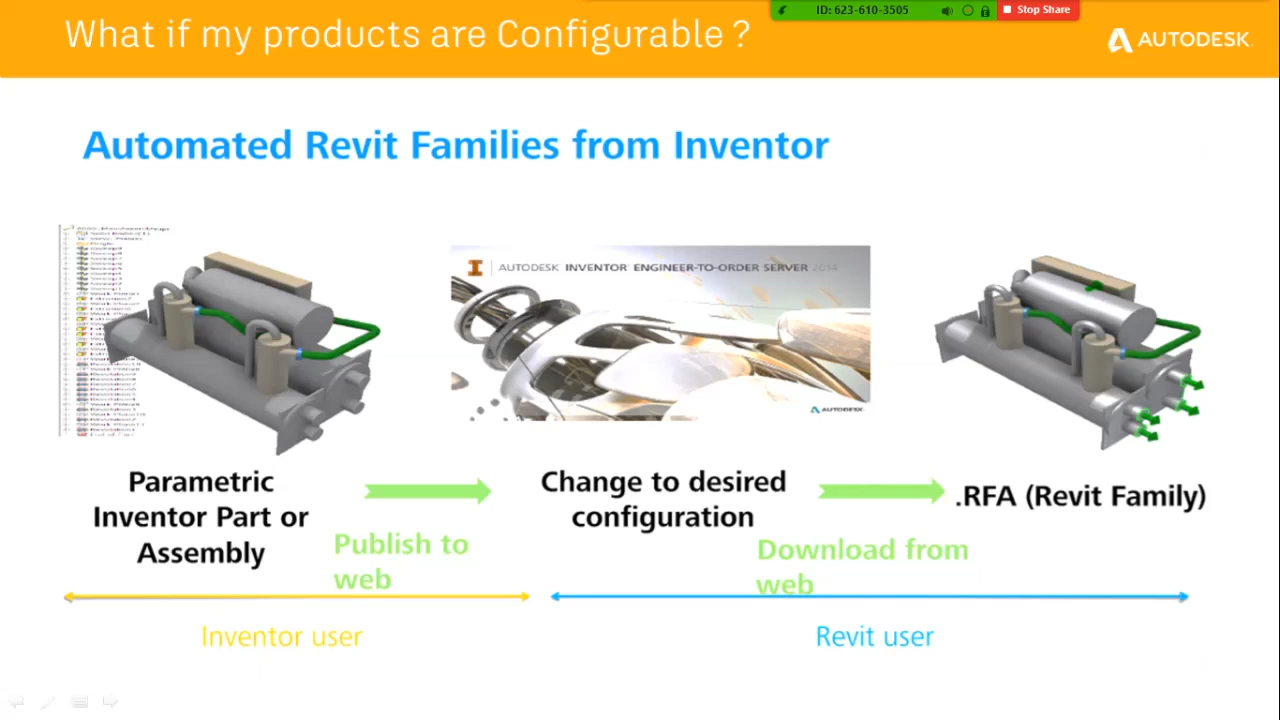 ID: 623-610-3505
Stop Share
What if my products are Configurable ?
AUTODESK
Automated Revit Families from Inventor
AUTODESK INVENTOR ENGINEER-TO-ORDER SERVER 2014
AUTODESK
Parametric
Inventor Part or
Assembly
Publish to
web
Change to desired
configuration
Download from
web
.RFA (Revit Family)
Inventor user
Revit user